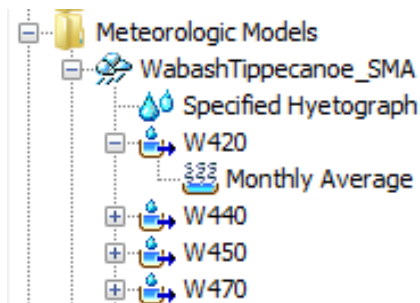 Meteorologic Models
WabashTippecanoe_SMA
Specified Hyetograph
W420
Monthly Average
W440
W450
W470